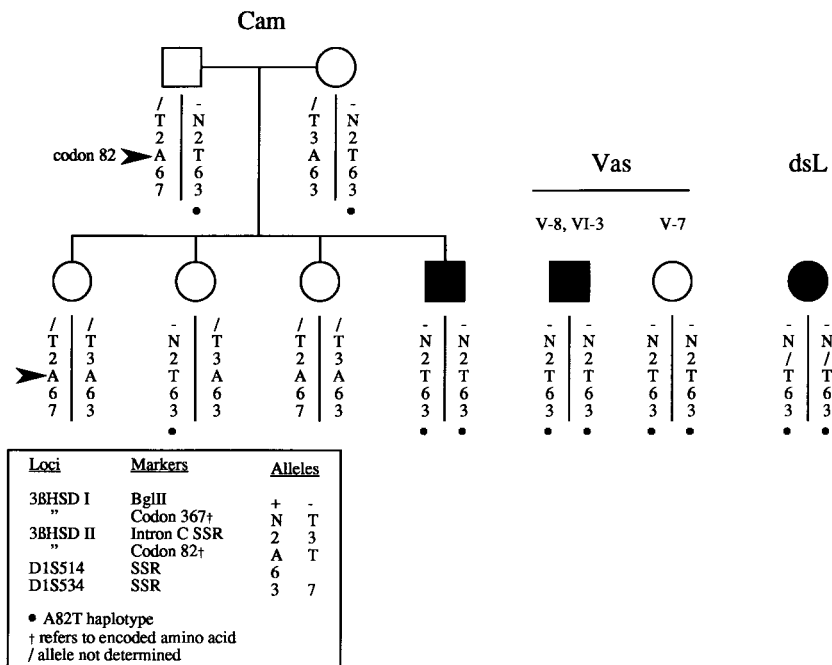 Cam
/ - / -
T N T N
2 2 3 2
codon 82 A T A T
6 6 6 6
7 3 3 3
• •
Vas dsL
V-8, VI-3 V-7
/ / - / / / - - - - - - - -
T T N T T T N N N N N N N N
2 3 2 3 2 3 2 2 2 2 2 2 / /
A A T A A A T T T T T T T T
6 6 6 6 6 6 6 6 6 6 6 6 6 6
7 3 3 3 7 3 3 3 3 3 3 3 3 3
• • • • • • • • •
Loci Markers Alleles
3BHSD I BglII + -
" Codon 367† N T
3BHSD II Intron C SSR 2 3
" Codon 82† A T
D1S514 SSR 6
D1S534 SSR 3 7
• A82T haplotype
† refers to encoded amino acid
/ allele not determined